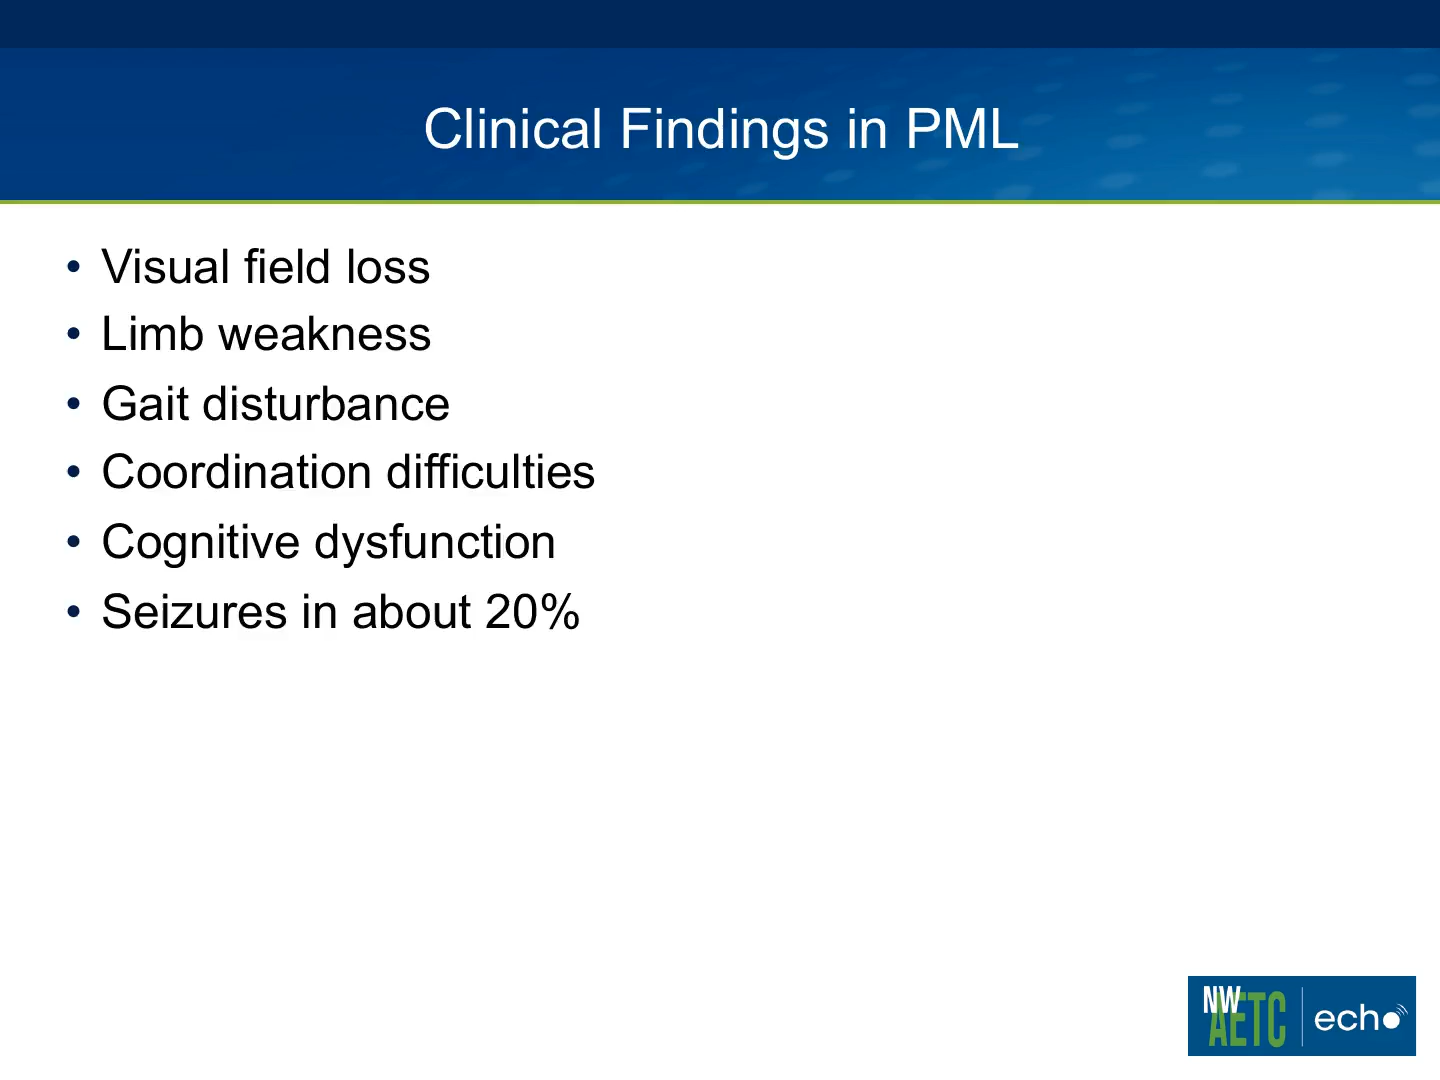 Clinical Findings in PML
• Visual field loss
• Limb weakness
• Gait disturbance
• Coordination difficulties
• Cognitive dysfunction
• Seizures in about 20%
NW
AETC
echo